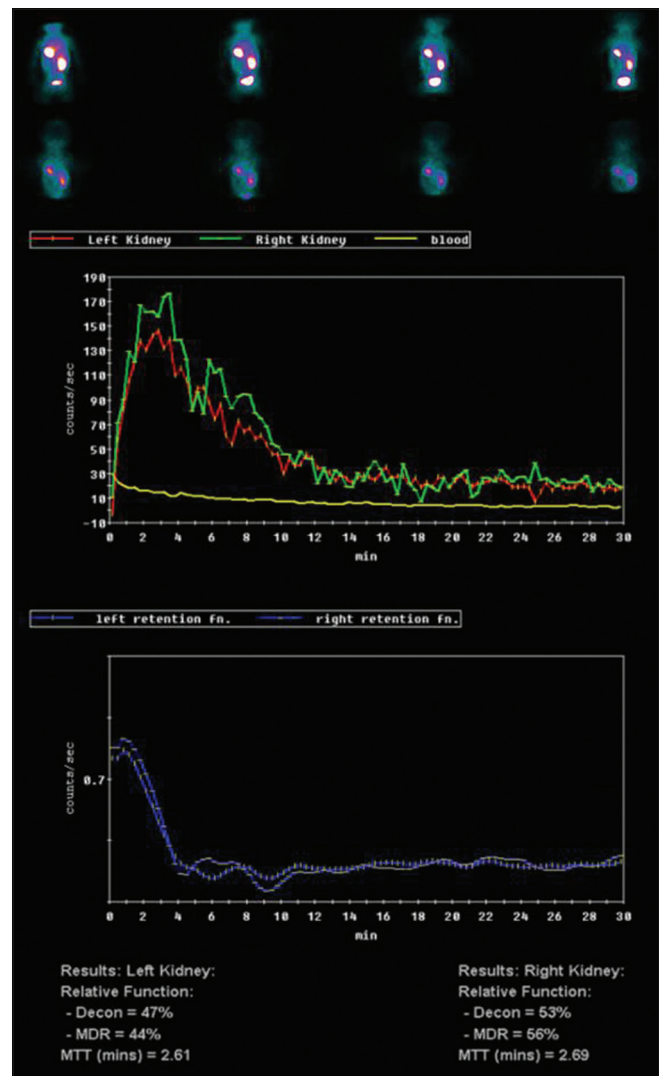 Left Kidney Right Kidney blood
190
170
150
130
110
90
70
50
30
10
-10
counts/sec
0 2 4 6 8 10 12 14 16 18 20 22 24 26 28 30
min
left retention fn. right retention fn.
0.7
counts/sec
0 2 4 6 8 10 12 14 16 18 20 22 24 26 28 30
min
Results: Left Kidney: Results: Right Kidney:
Relative Function: Relative Function:
- Decon = 47% - Decon = 53%
- MDR = 44% - MDR = 56%
MTT (mins) = 2.61 MTT (mins) = 2.69